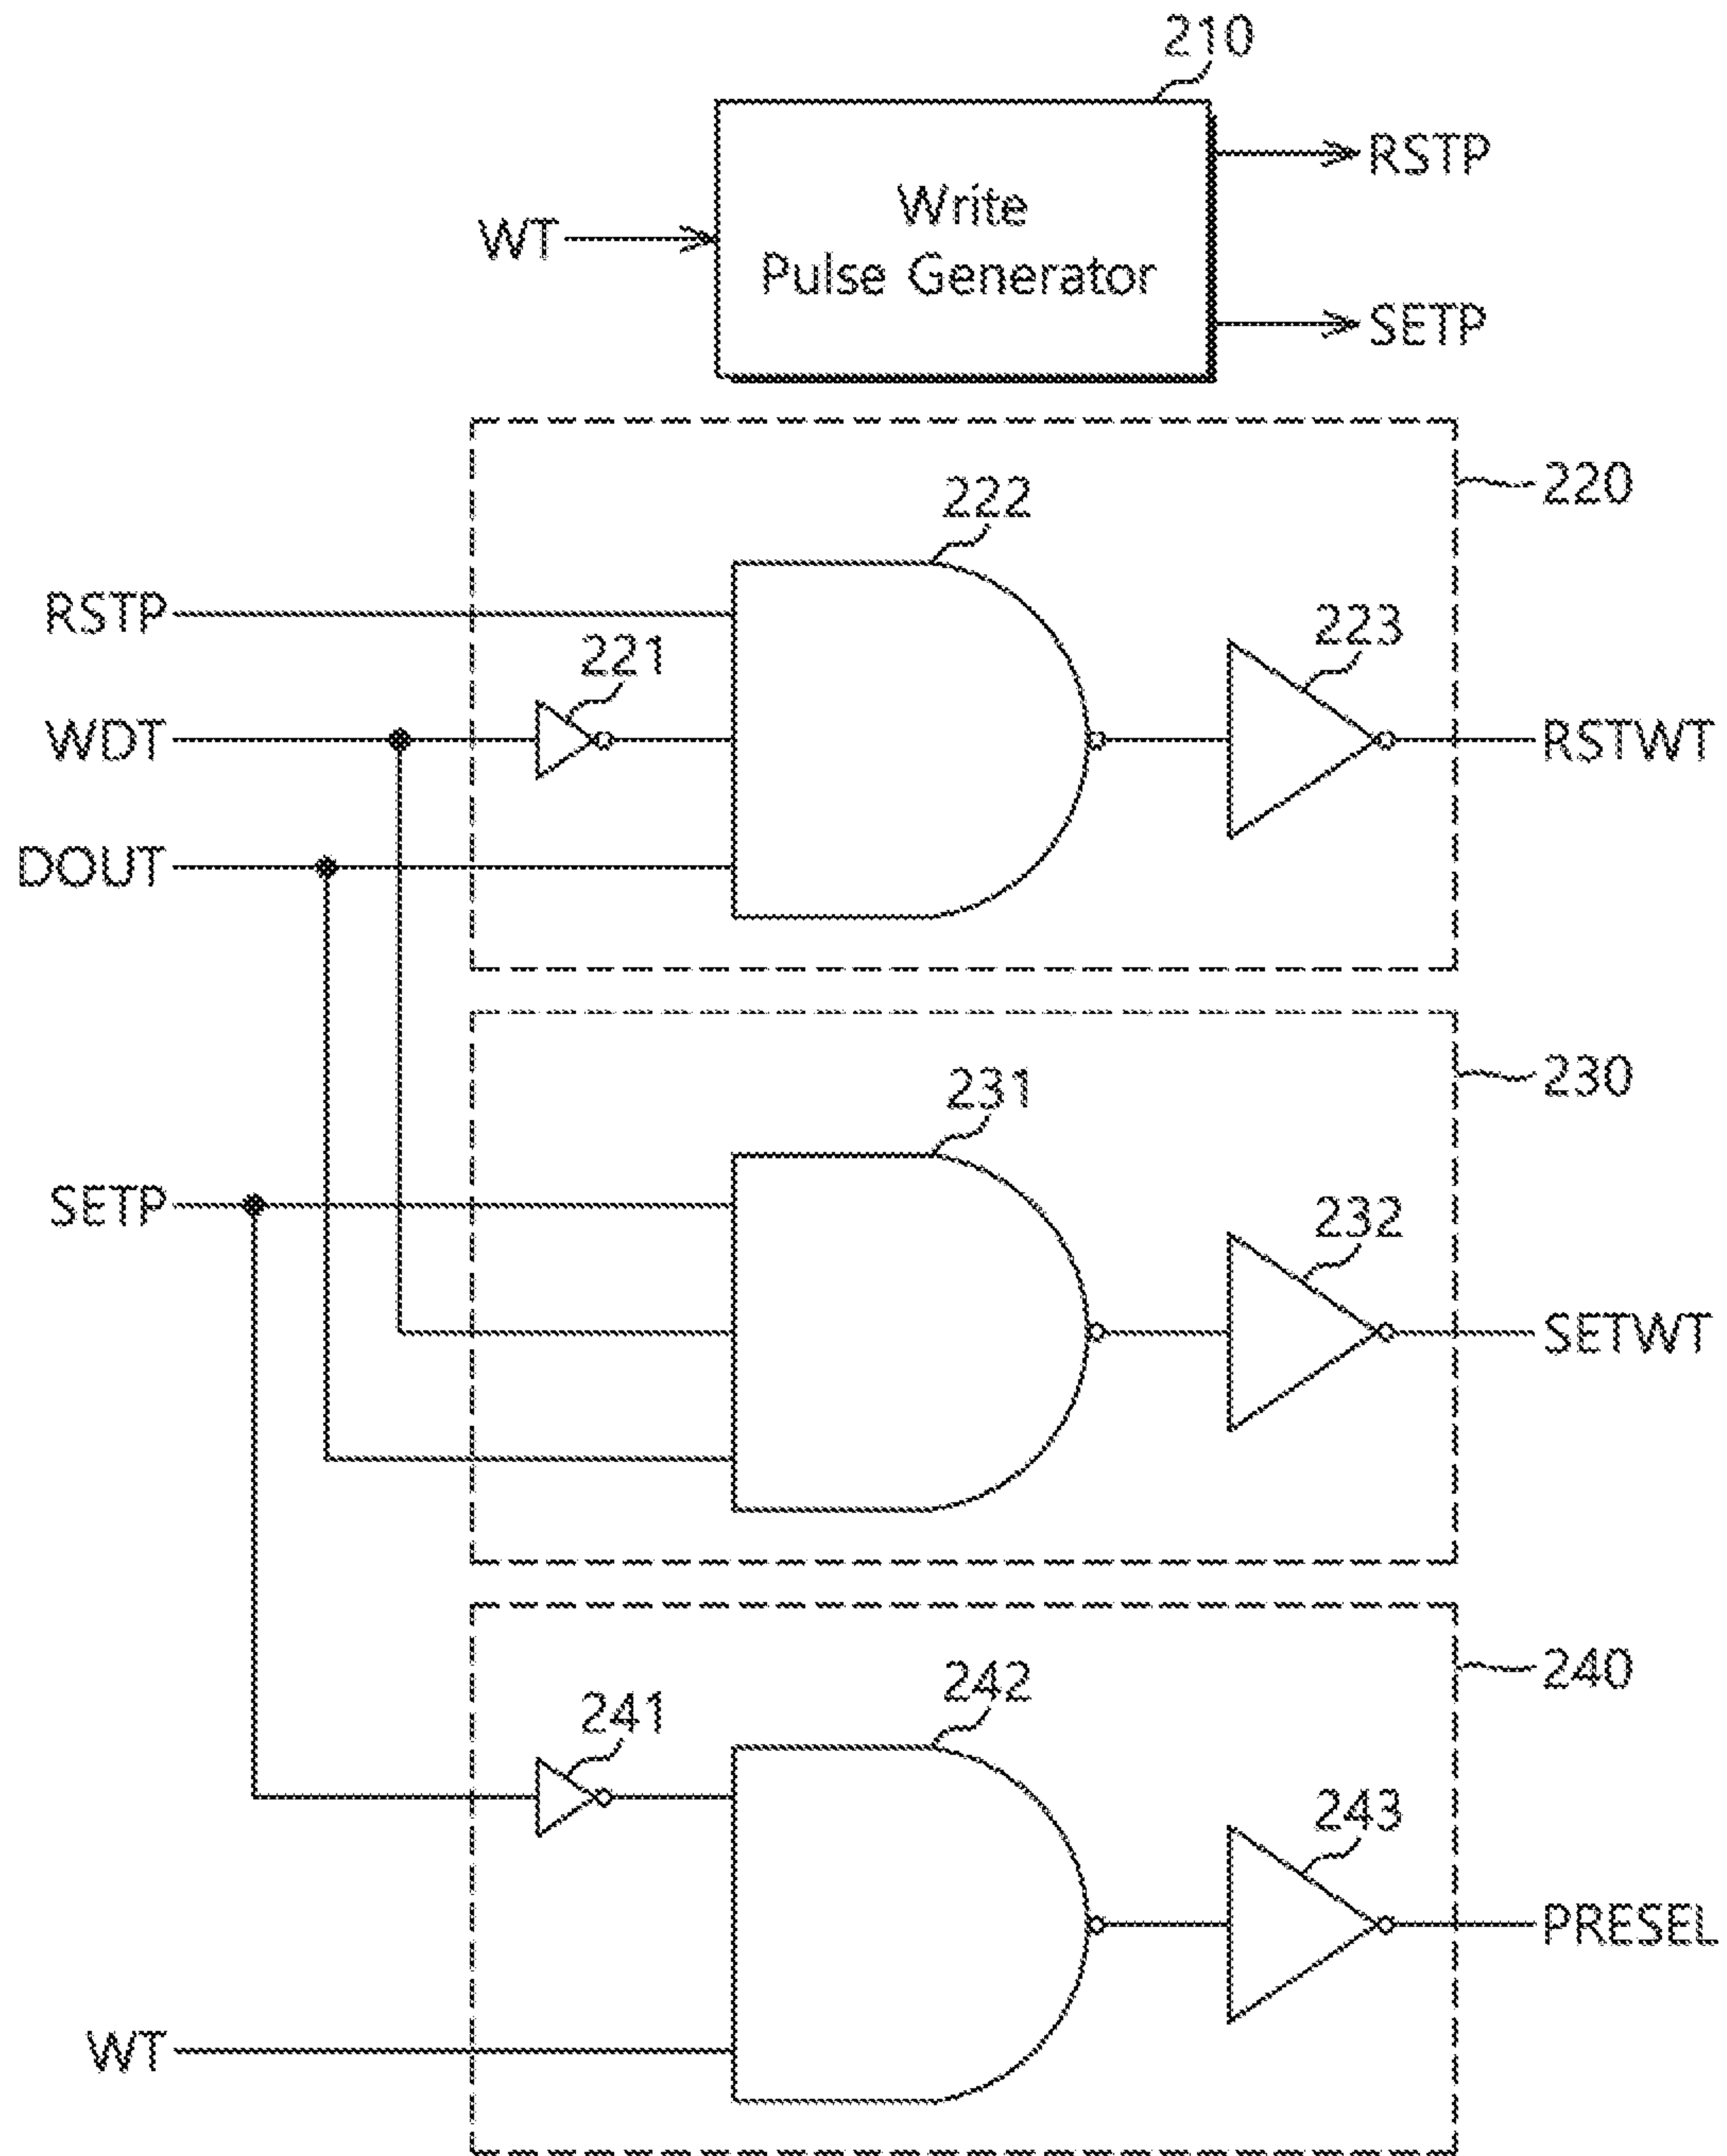 210
WT
Write
Pulse Generator
RSTP
SETP
220
222
RSTP
221
223
WDT
RSTWT
DOUT
230
231
SETP
232
SETWT
240
242
241
243
PRESEL
WT